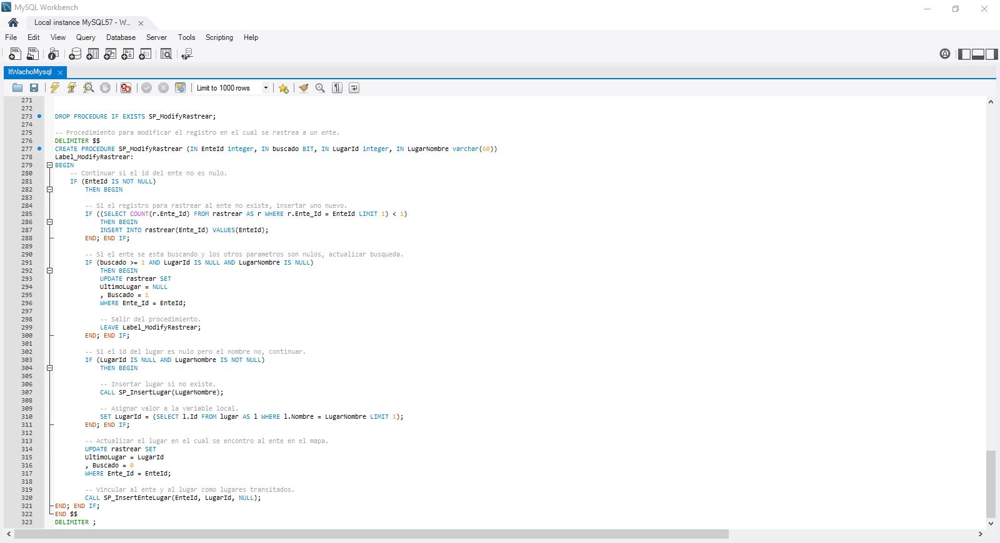 MySQL Workbench
Local instance MySQL57 - W... x
File Edit View Query Database Server Tools Scripting Help
ltWachoMysql x
Limit to 1000 rows
271
272
273 DROP PROCEDURE IF EXISTS SP_ModifyRastrear;
274
275 -- Procedimiento para modificar el registro en el cual se rastrea a un ente.
276 DELIMITER $$
277 CREATE PROCEDURE SP_ModifyRastrear (IN EnteId integer, IN buscado BIT, IN LugarId integer, IN LugarNombre varchar(60))
278 Label_ModifyRastrear:
279 BEGIN
280 -- Continuar si el id del ente no es nulo.
281 IF (EnteId IS NOT NULL)
282 THEN BEGIN
283
284 -- Si el registro para rastrear al ente no existe, insertar uno nuevo.
285 IF ((SELECT COUNT(r.Ente_Id) FROM rastrear AS r WHERE r.Ente_Id = EnteId LIMIT 1) < 1)
286 THEN BEGIN
287 INSERT INTO rastrear(Ente_Id) VALUES(EnteId);
288 END; END IF;
289
290 -- Si el ente se esta buscando y los otros parametros son nulos, actualizar busqueda.
291 IF (buscado >= 1 AND LugarId IS NULL AND LugarNombre IS NULL)
292 THEN BEGIN
293 UPDATE rastrear SET
294 UltimoLugar = NULL
295 , Buscado = 1
296 WHERE Ente_Id = EnteId;
297
298 -- Salir del procedimiento.
299 LEAVE Label_ModifyRastrear;
300 END; END IF;
301
302 -- Si el id del lugar es nulo pero el nombre no, continuar.
303 IF (LugarId IS NULL AND LugarNombre IS NOT NULL)
304 THEN BEGIN
305
306 -- Insertar lugar si no existe.
307 CALL SP_InsertLugar(LugarNombre);
308
309 -- Asignar valor a la variable local.
310 SET LugarId = (SELECT l.Id FROM lugar AS l WHERE l.Nombre = LugarNombre LIMIT 1);
311 END; END IF;
312
313 -- Actualizar el lugar en el cual se encontro al ente en el mapa.
314 UPDATE rastrear SET
315 UltimoLugar = LugarId
316 , Buscado = 0
317 WHERE Ente_Id = EnteId;
318
319 -- Vincular al ente y al lugar como lugares transitados.
320 CALL SP_InsertEnteLugar(EnteId, LugarId, NULL);
321 END; END IF;
322 END $$
323 DELIMITER ;